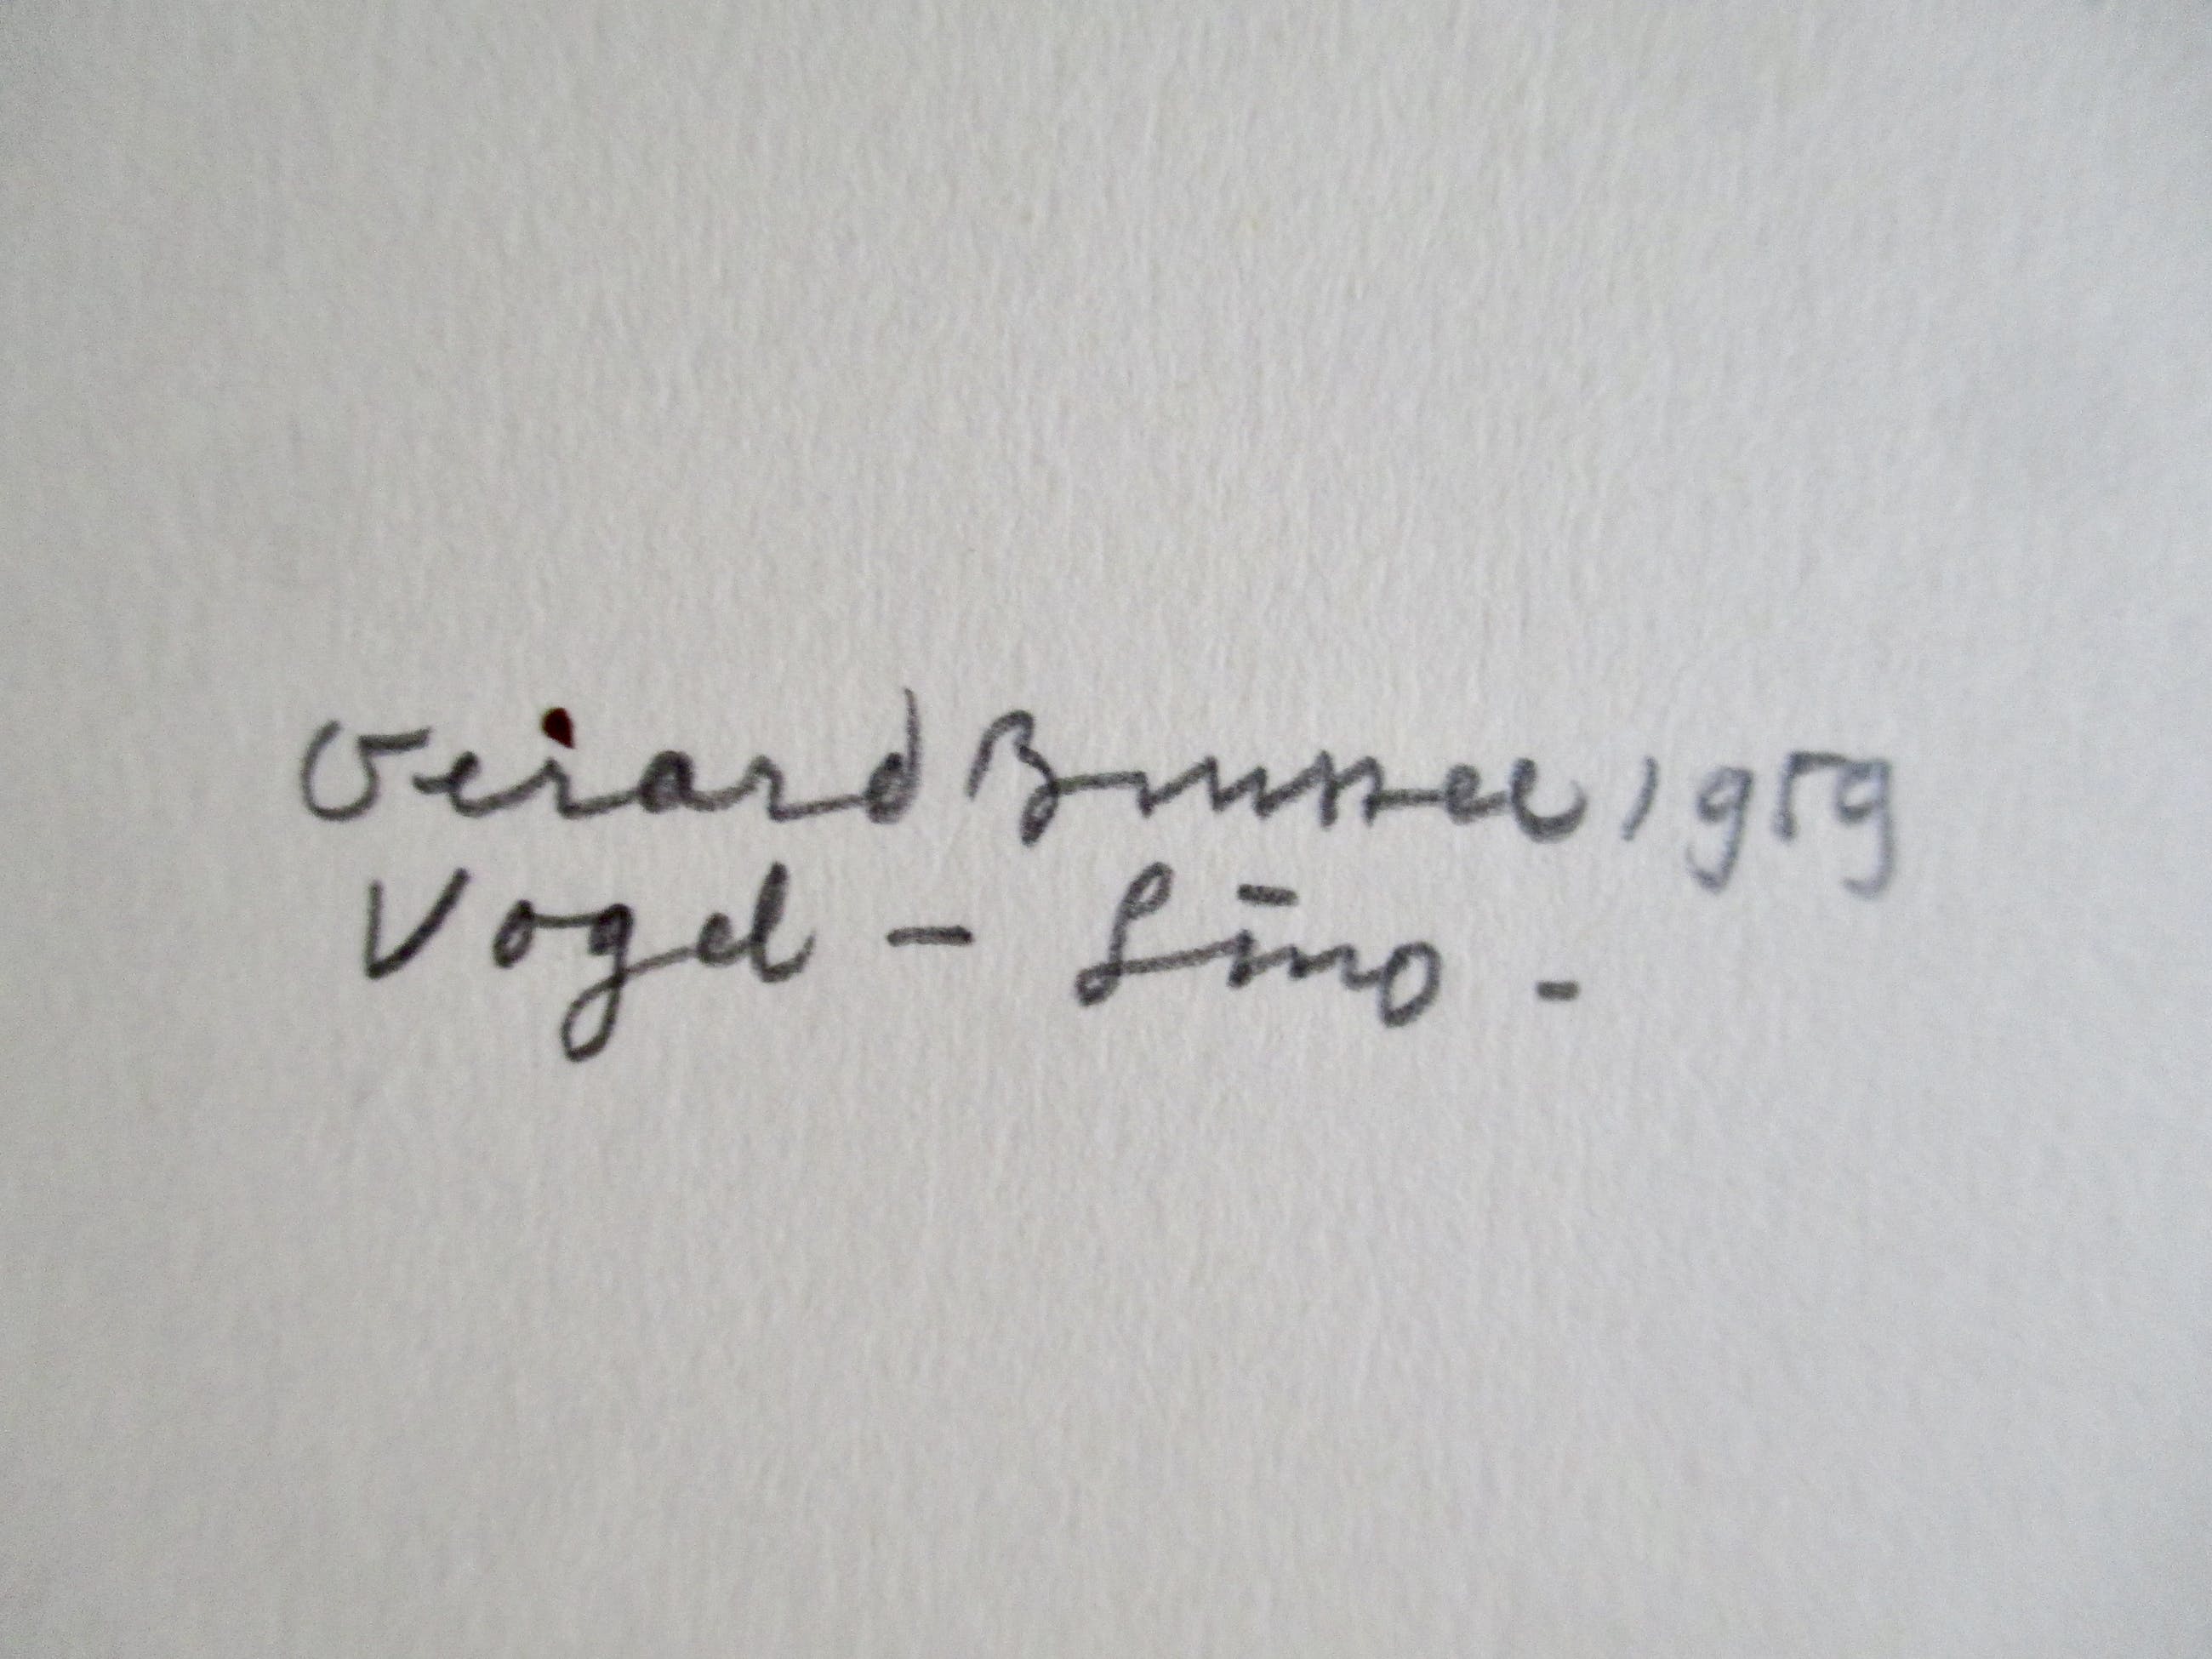 Gerard Brussel 1959
Vogel - Lino -